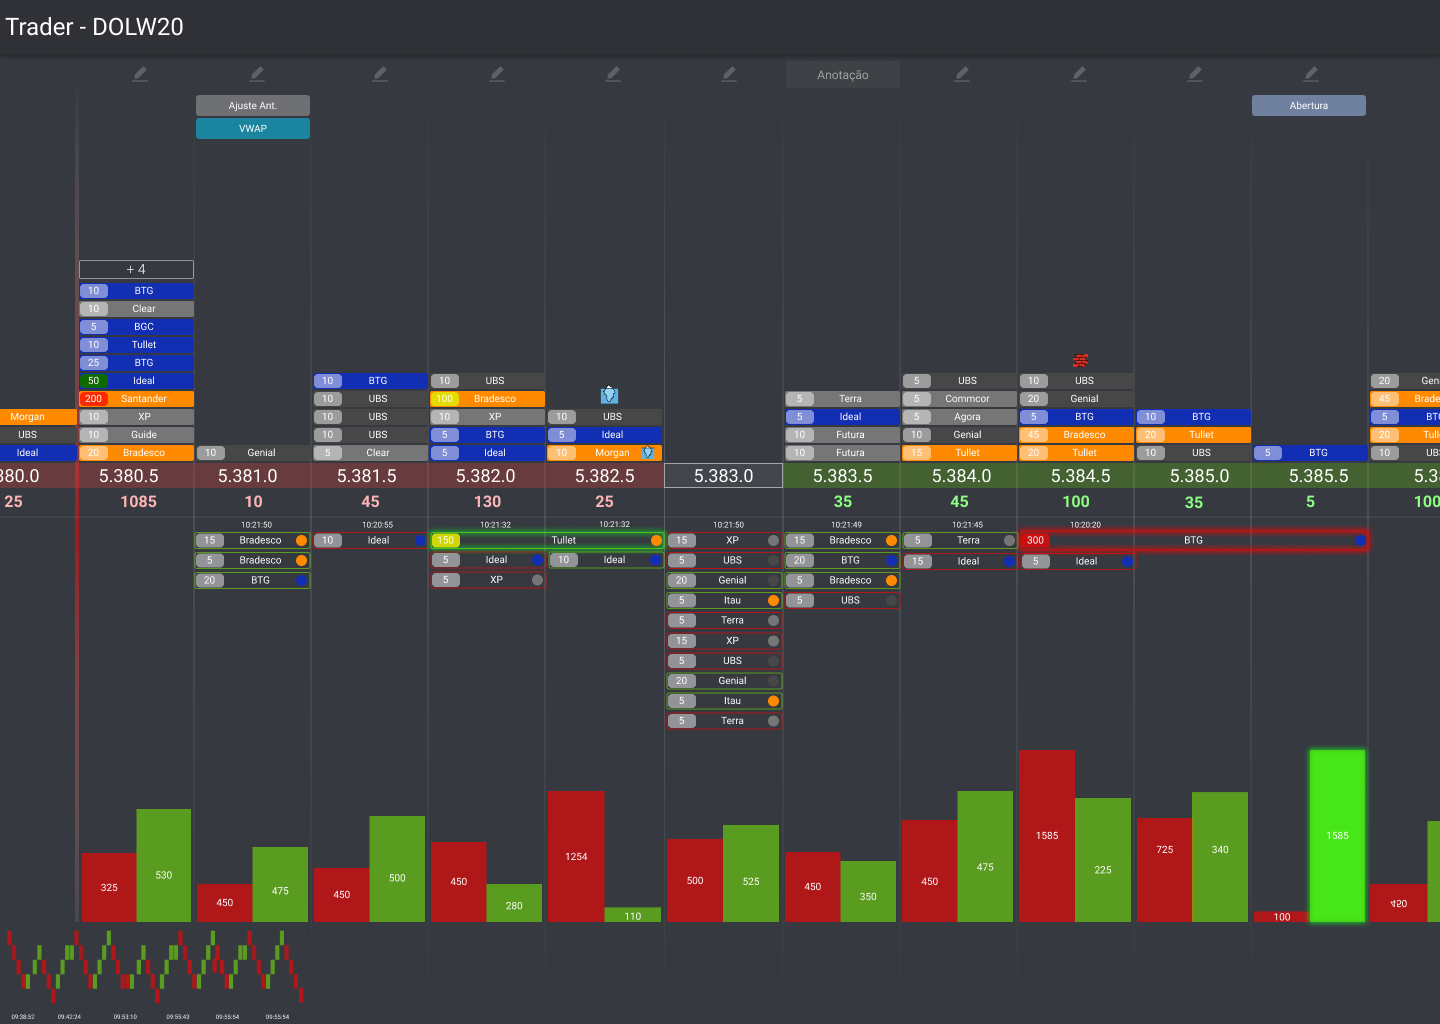 Trader - DOLW20
Anotação
Ajuste Ant.
Abertura
VWAP
+ 4
10 BTG
10 Clear
5 BGC
10 Tullet
25 BTG
50 Ideal 10 BTG 10 UBS 5 UBS 10 UBS 20 Geni
200 Santander 10 UBS 100 Bradesco 5 Terra 5 Commcor 20 Genial 45 Brade
Morgan 10 XP 10 UBS 10 XP 10 UBS 5 Ideal 5 Agora 5 BTG 10 BTG 5 BTG
UBS 10 Guide 10 UBS 5 BTG 5 Ideal 10 Futura 10 Genial 45 Bradesco 20 Tullet 20 Tulle
Ideal 20 Bradesco 10 Genial 5 Clear 5 Ideal 10 Morgan 10 Futura 15 Tullet 20 Tullet 10 UBS 5 BTG 10 UBS
380.0 5.380.5 5.381.0 5.381.5 5.382.0 5.382.5 5.383.0 5.383.5 5.384.0 5.384.5 5.385.0 5.385.5 5.3
25 1085 10 45 130 25 35 45 100 35 5 100
10:21:50 10:20:55 10:21:32 10:21:32 10:21:50 10:21:49 10:21:45 10:20:20
15 Bradesco 10 Ideal 150 Tullet 15 XP 15 Bradesco 5 Terra 300 BTG
5 Bradesco 5 Ideal 10 Ideal 5 UBS 20 BTG 15 Ideal 5 Ideal
20 BTG 5 XP 20 Genial 5 Bradesco
5 Itau 5 UBS
5 Terra
15 XP
5 UBS
20 Genial
5 Itau
5 Terra
325 530 450 475 450 500 450 280 1254 110 500 525 450 350 450 475 1585 225 725 340 100 1585
09:38:52 09:42:24 09:53:10 09:55:43 09:55:54 09:55:54